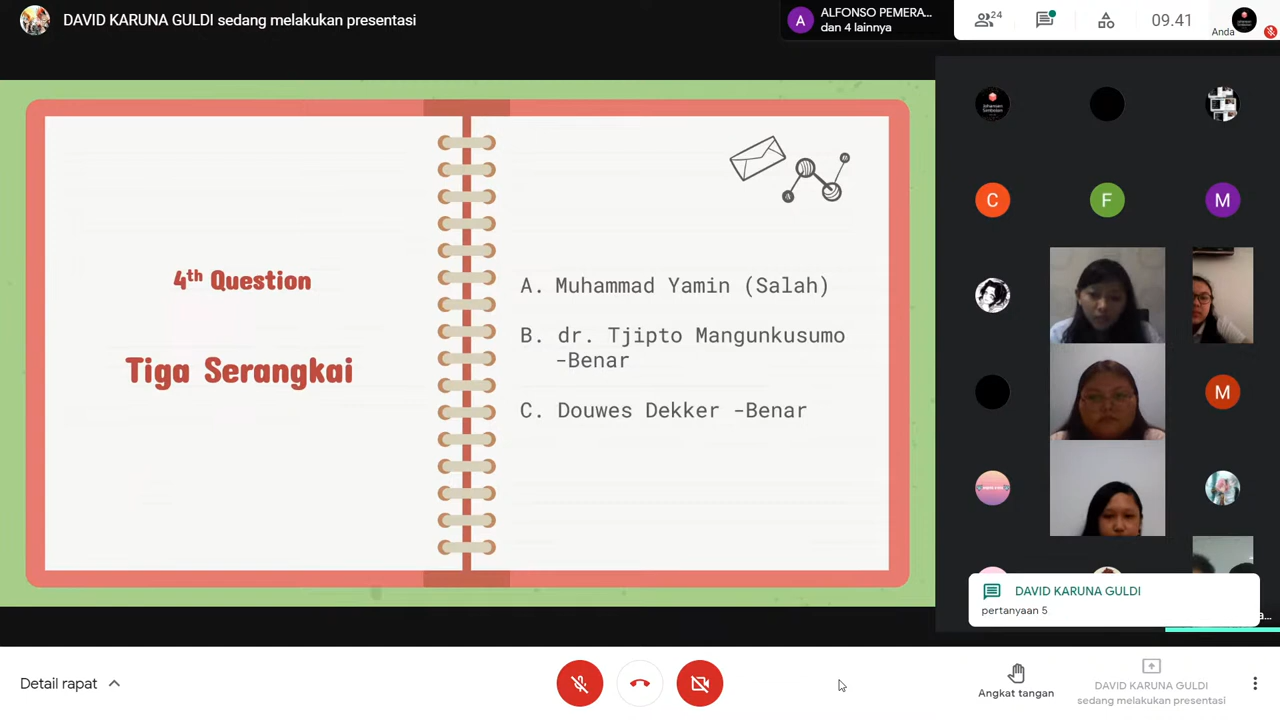 DAVID KARUNA GULDI sedang melakukan presentasi
A
ALFONSO PEMERA...
dan 4 lainnya
24
09.41
Anda
4th Question
Tiga Serangkai
A. Muhammad Yamin (Salah)
B. dr. Tjipto Mangunkusumo
-Benar
C. Douwes Dekker -Benar
C
F
M
M
DAVID KARUNA GULDI
pertanyaan 5
a...
Detail rapat
Angkat tangan
DAVID KARUNA GULDI
sedang melakukan presentasi